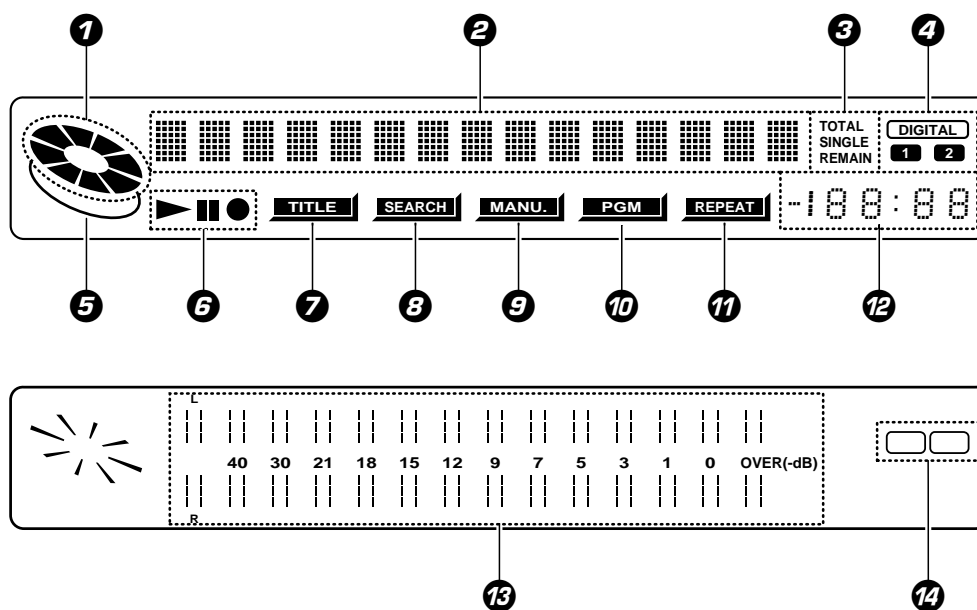 1 2 3 4
TOTAL
SINGLE
REMAIN
DIGITAL
1 2
TITLE SEARCH MANU. PGM REPEAT -188:88
5 6 7 8 9 10 11 12
L
40 30 21 18 15 12 9 7 5 3 1 0 OVER(-dB)
R
13 14